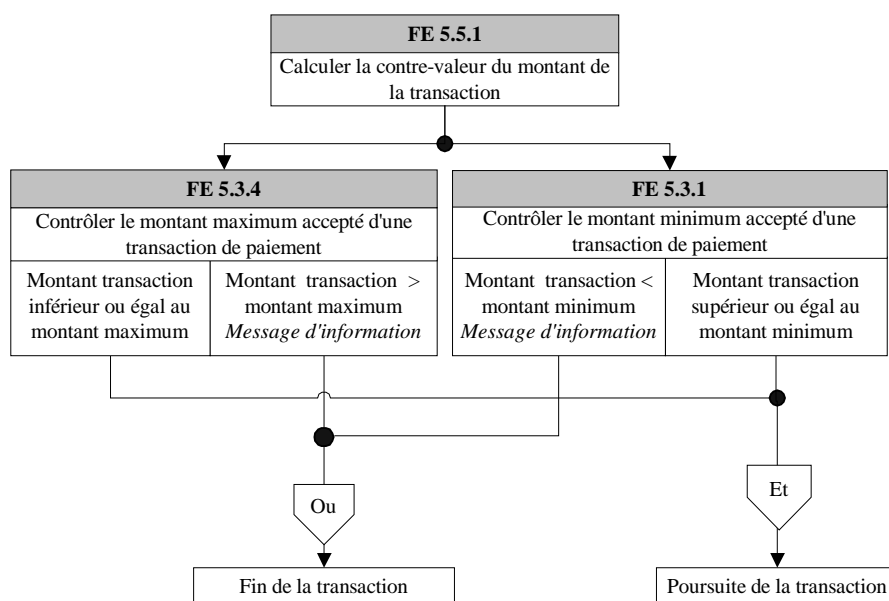 FE 5.5.1
Calculer la contre-valeur du montant de
la transaction
FE 5.3.4
Contrôler le montant maximum accepté d'une
transaction de paiement
Montant transaction
inférieur ou égal au
montant maximum
Montant transaction >
montant maximum
Message d'information
FE 5.3.1
Contrôler le montant minimum accepté d'une
transaction de paiement
Montant transaction <
montant minimum
Message d'information
Montant transaction
supérieur ou égal au
montant minimum
Ou
Et
Fin de la transaction
Poursuite de la transaction